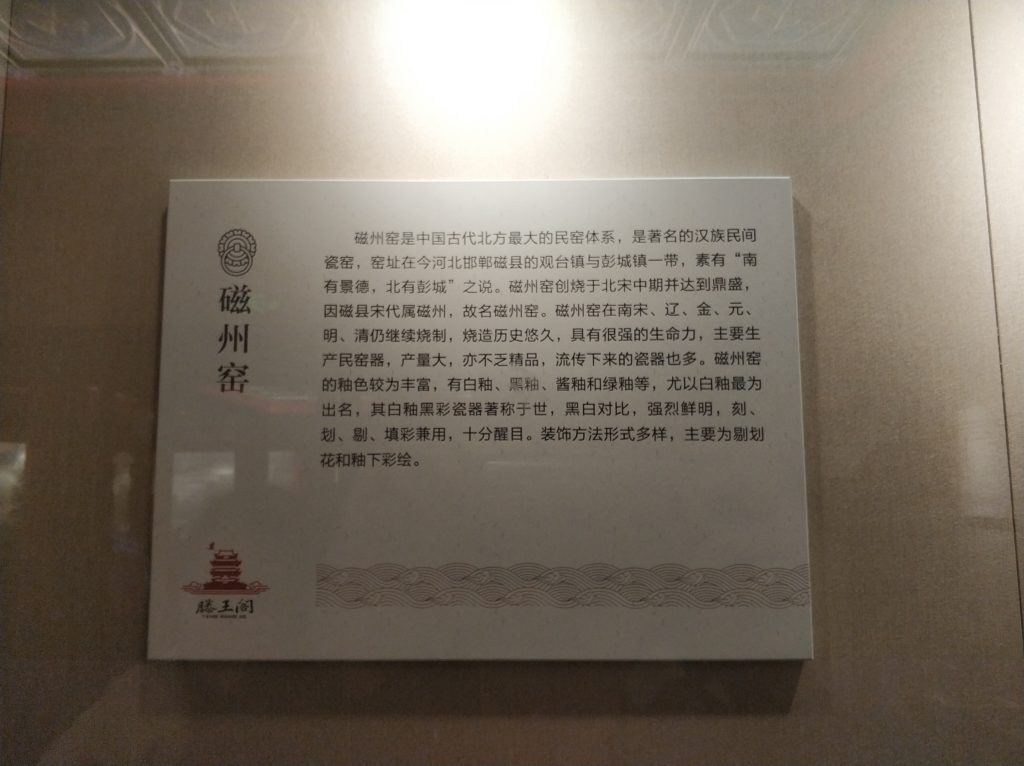 磁州窑
磁州窑是中国古代北方最大的民窑体系，是著名的汉族民间
瓷窑，窑址在今河北邯郸磁县的观台镇与彭城镇一带，素有“南
有景德，北有彭城”之说。磁州窑创烧于北宋中期并达到鼎盛，
因磁县宋代属磁州，故名磁州窑。磁州窑在南宋、辽、金、元、
明、清仍继续烧制，烧造历史悠久，具有很强的生命力，主要生
产民窑器，产量大，亦不乏精品，流传下来的瓷器也多。磁州窑
的釉色较为丰富，有白釉、黑釉、酱釉和绿釉等，尤以白釉最为
出名，其白釉黑彩瓷器著称于世，黑白对比，强烈鲜明，刻、
划、剔、填彩兼用，十分醒目。装饰方法形式多样，主要为剔划
花和釉下彩绘。
滕王阁